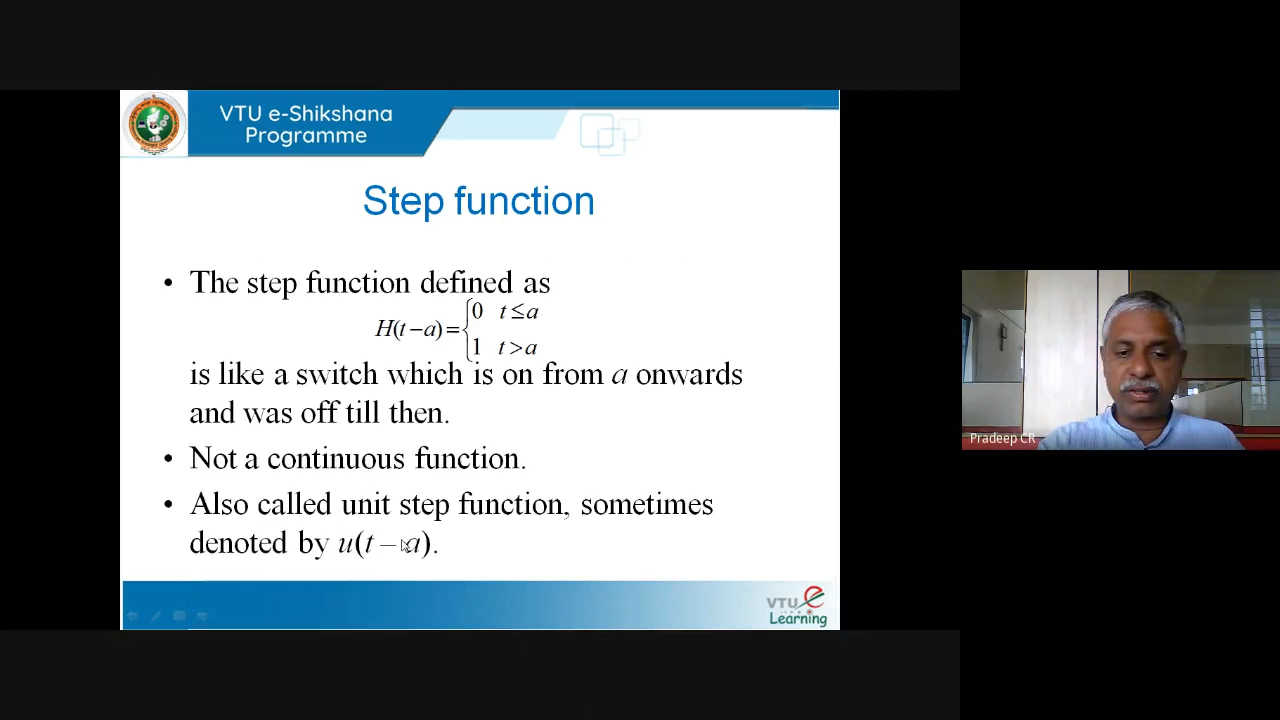 VTU e-Shikshana
Programme
Step function
• The step function defined as
H(t−a)={0 t≤a
1 t>a
is like a switch which is on from a onwards
and was off till then.
• Not a continuous function.
• Also called unit step function, sometimes
denoted by u(t – a).
VTU e
Learning
Pradeep CR